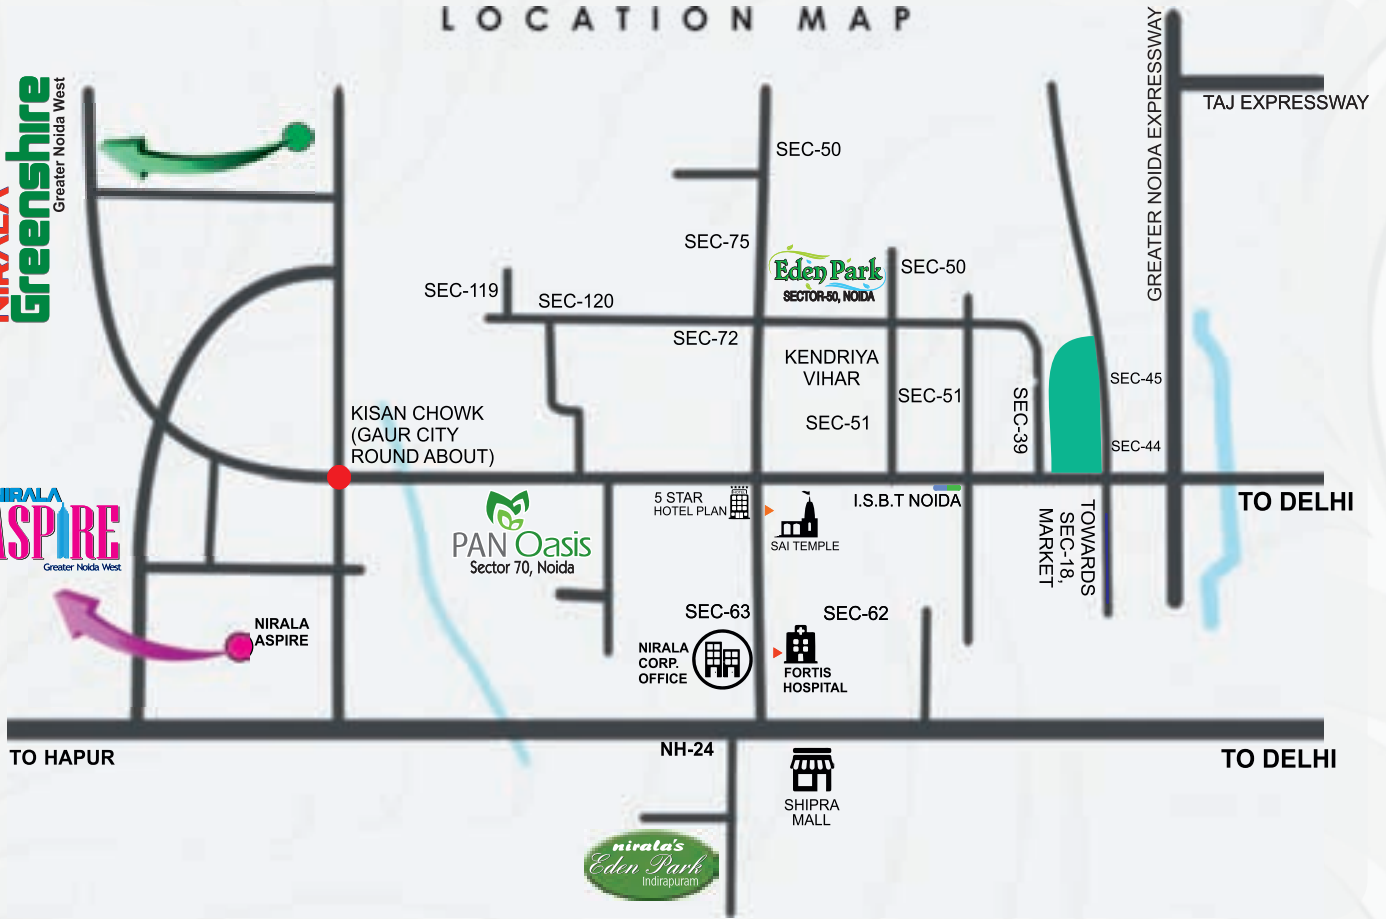 LOCATION MAP
GREATER NOIDA EXPRESSWAY
TAJ EXPRESSWAY
NIRALA
Greenshire
Greater Noida West
SEC-50
SEC-75
Eden Park
SECTOR-50, NOIDA
SEC-50
SEC-119
SEC-120
SEC-72
KENDRIYA
VIHAR
SEC-51
SEC-51
SEC-39
SEC-45
SEC-44
KISAN CHOWK
(GAUR CITY
ROUND ABOUT)
NIRALA
ASPIRE
Greater Noida West
PAN Oasis
Sector 70, Noida
5 STAR
HOTEL PLAN
SAI TEMPLE
I.S.B.T NOIDA
TOWARDS
SEC-18,
MARKET
TO DELHI
NIRALA
ASPIRE
SEC-63
SEC-62
NIRALA
CORP.
OFFICE
FORTIS
HOSPITAL
TO HAPUR
NH-24
TO DELHI
SHIPRA
MALL
nirala's
Eden Park
Indirapuram